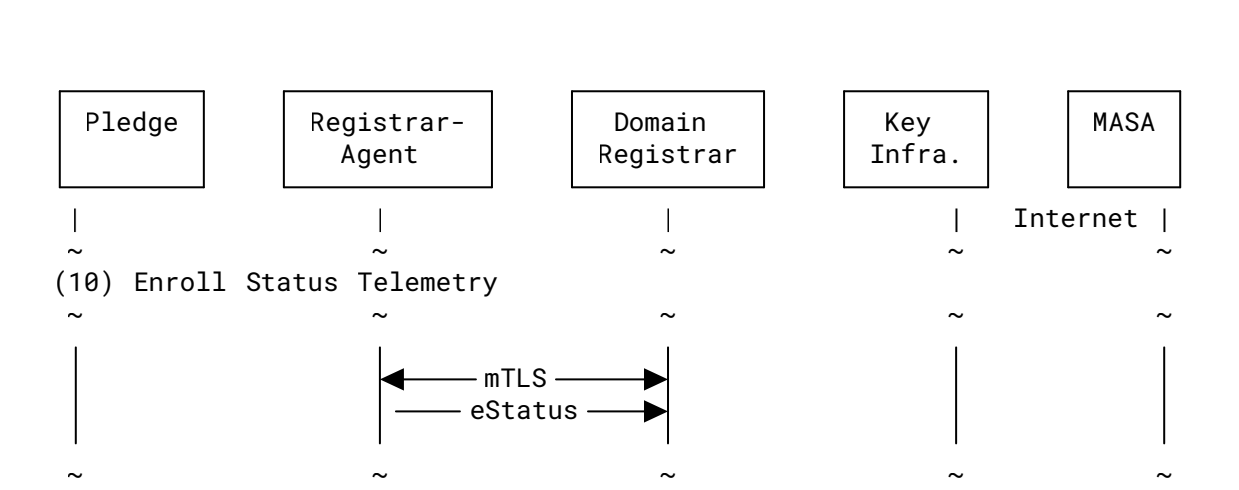 Pledge Registrar- Domain Key MASA
Agent Registrar Infra.
| | | | Internet |
~ ~ ~ ~ ~
(10) Enroll Status Telemetry
~ ~ ~ ~ ~
mTLS
eStatus
~ ~ ~ ~ ~